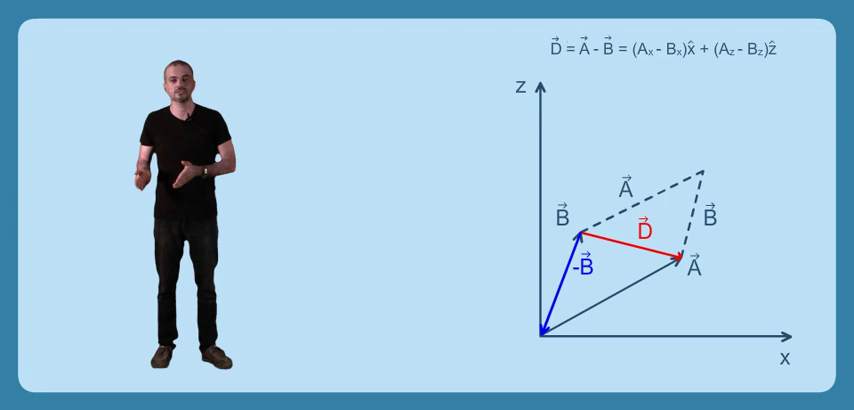 D⃗ = A⃗ - B⃗ = (Aₓ - Bₓ)x̂ + (A_z - B_z)ẑ
z
A⃗
B⃗
B⃗
D⃗
-B⃗
A⃗
x